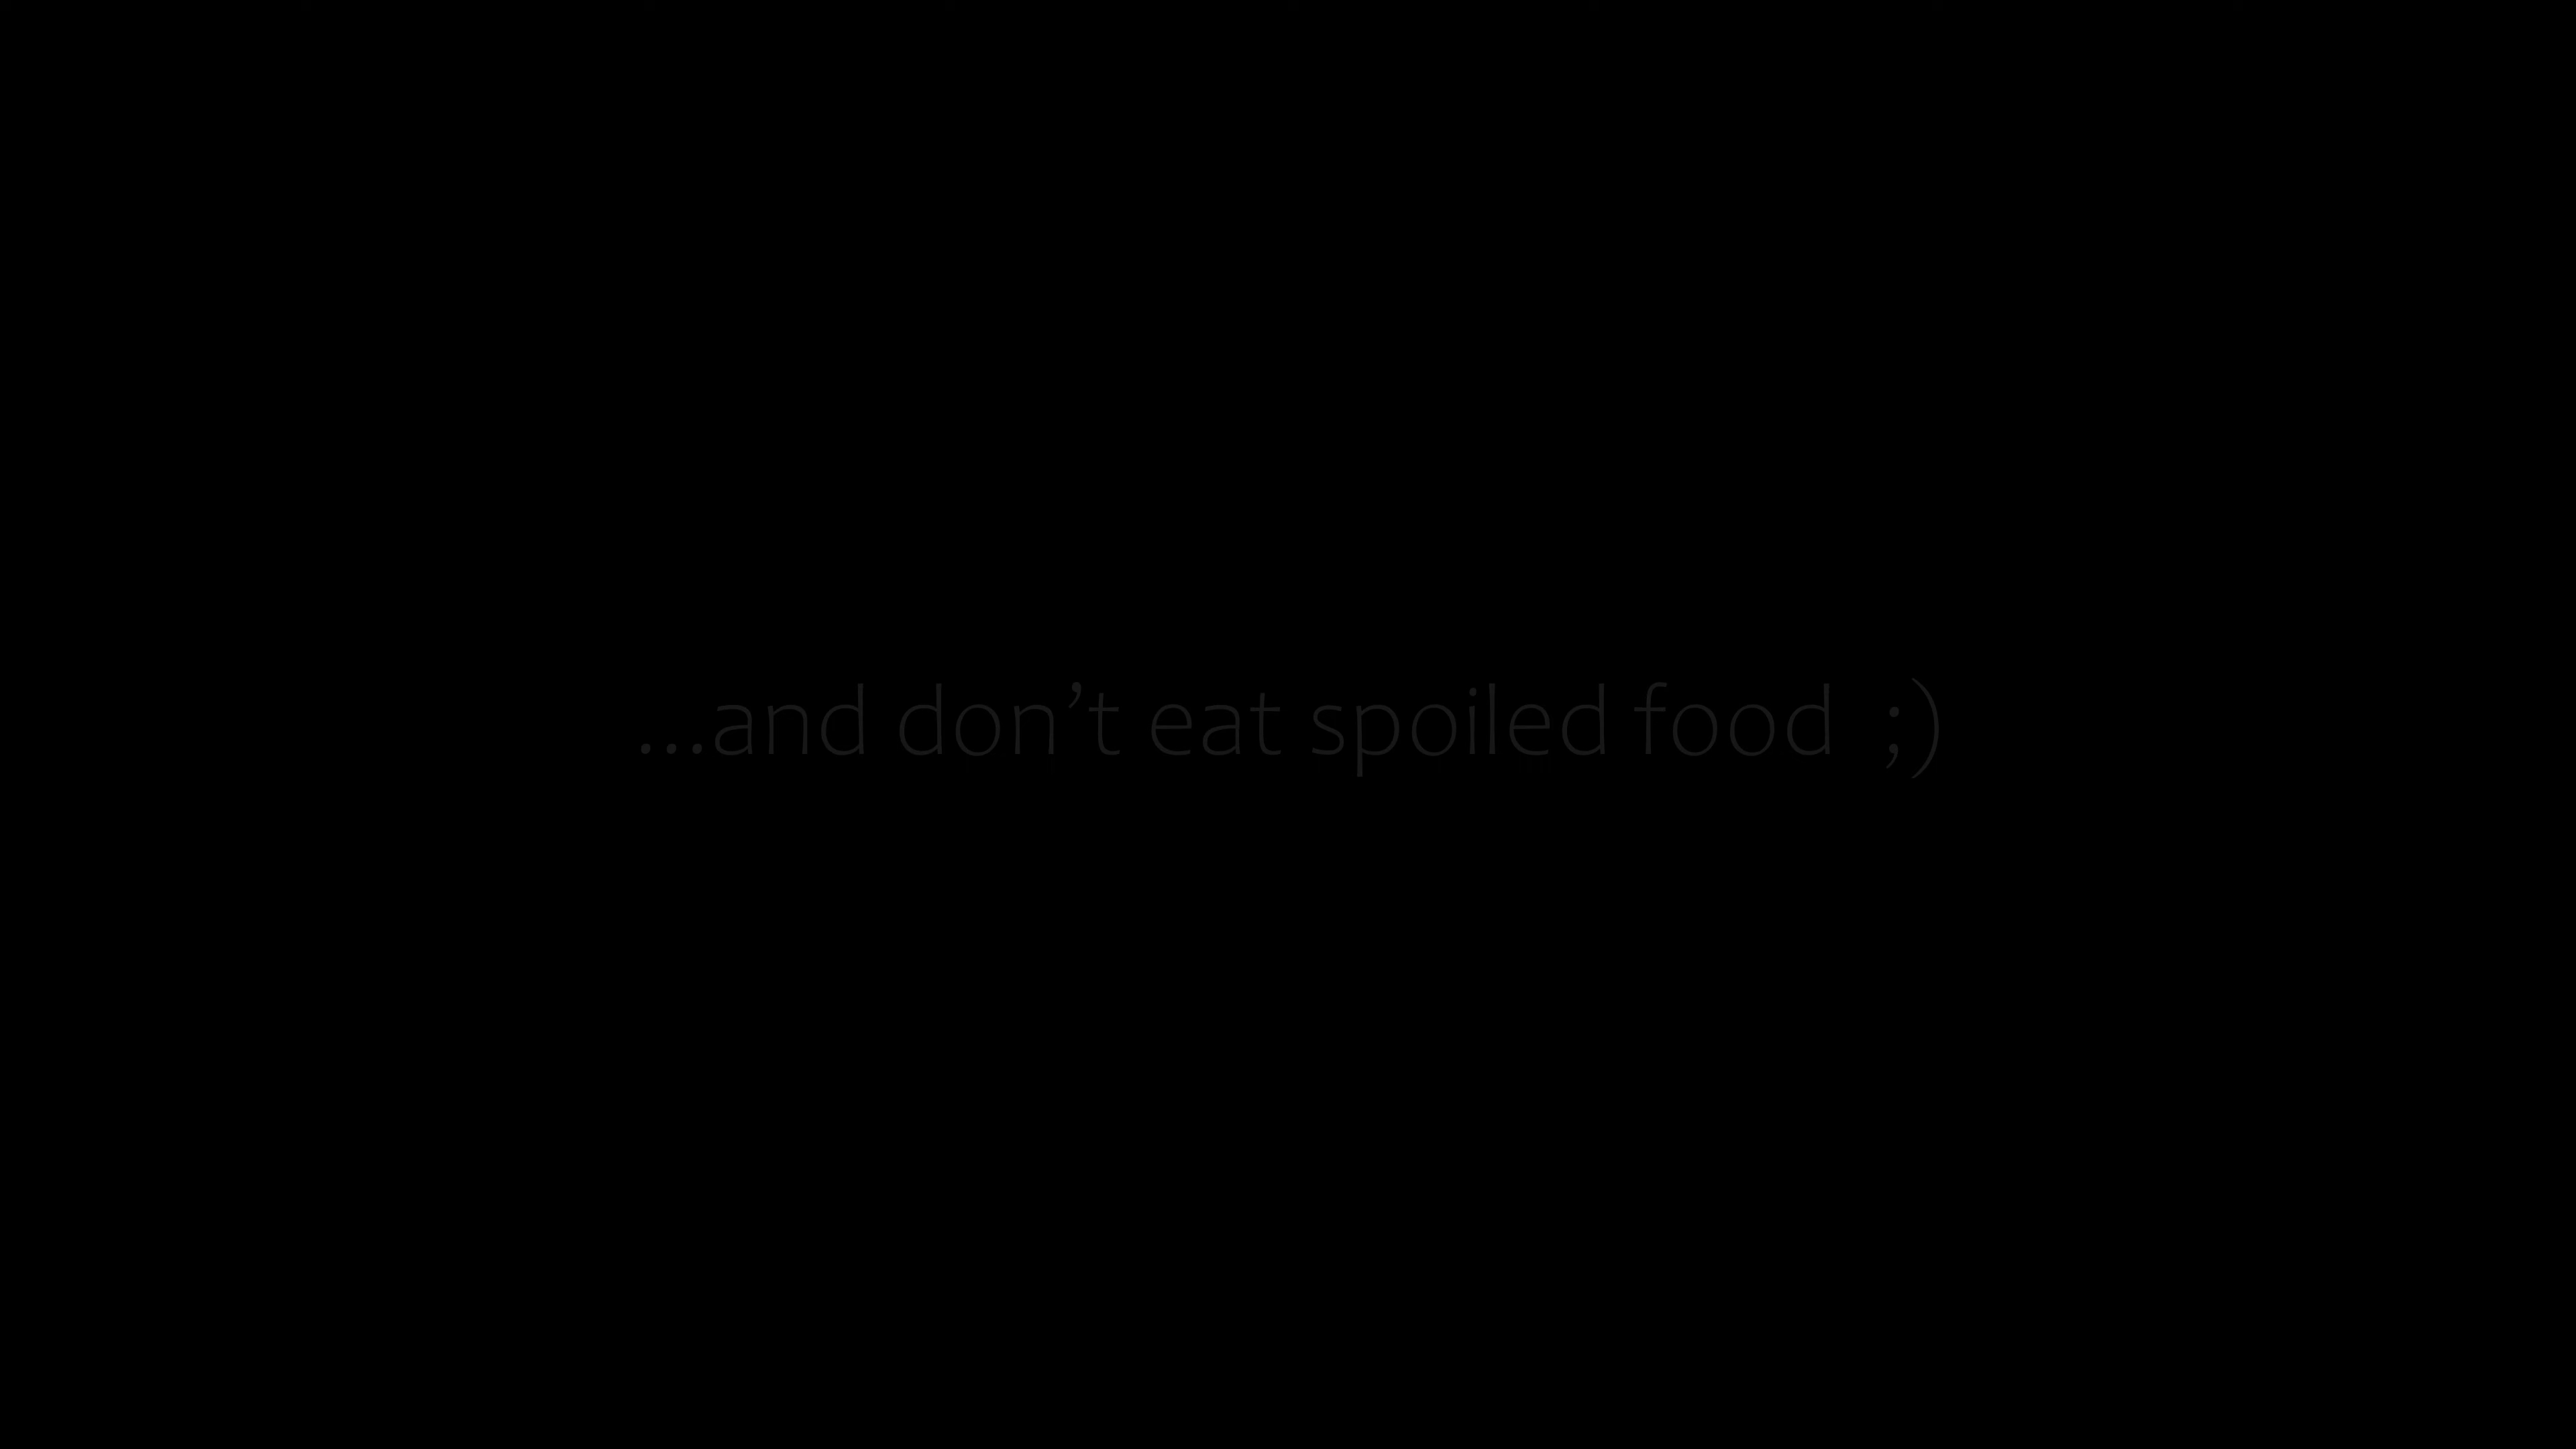 ...and don’t eat spoiled food  ;)